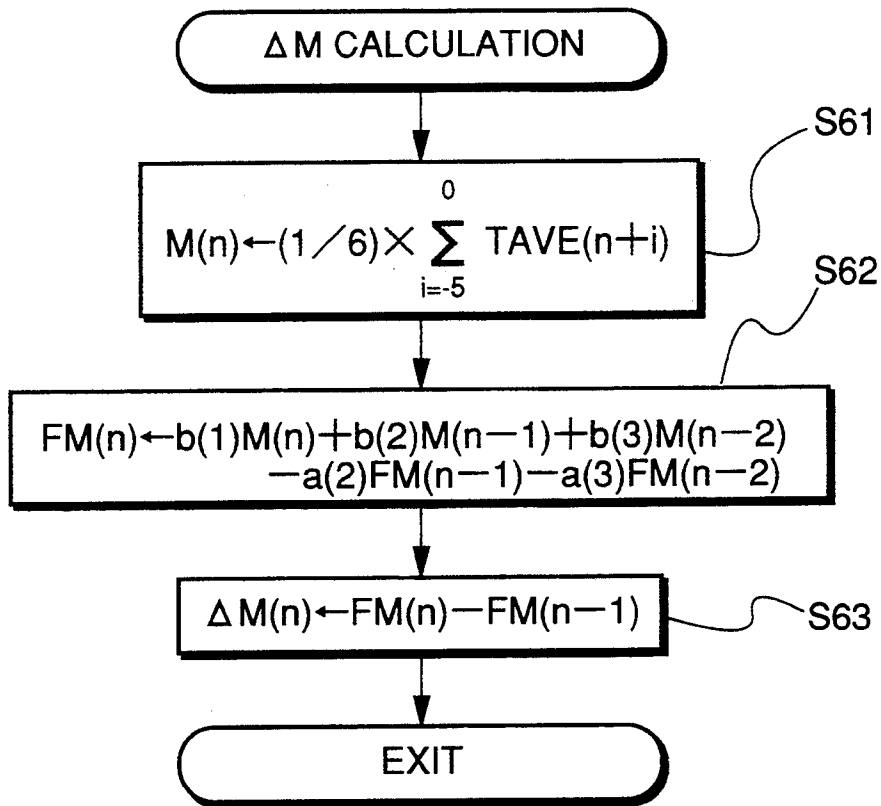 ΔM CALCULATION
S61
0
M(n)←(1/6)×∑ TAVE(n+i)
i=-5
S62
FM(n)←b(1)M(n)+b(2)M(n−1)+b(3)M(n−2)
−a(2)FM(n−1)−a(3)FM(n−2)
ΔM(n)←FM(n)−FM(n−1)
S63
EXIT